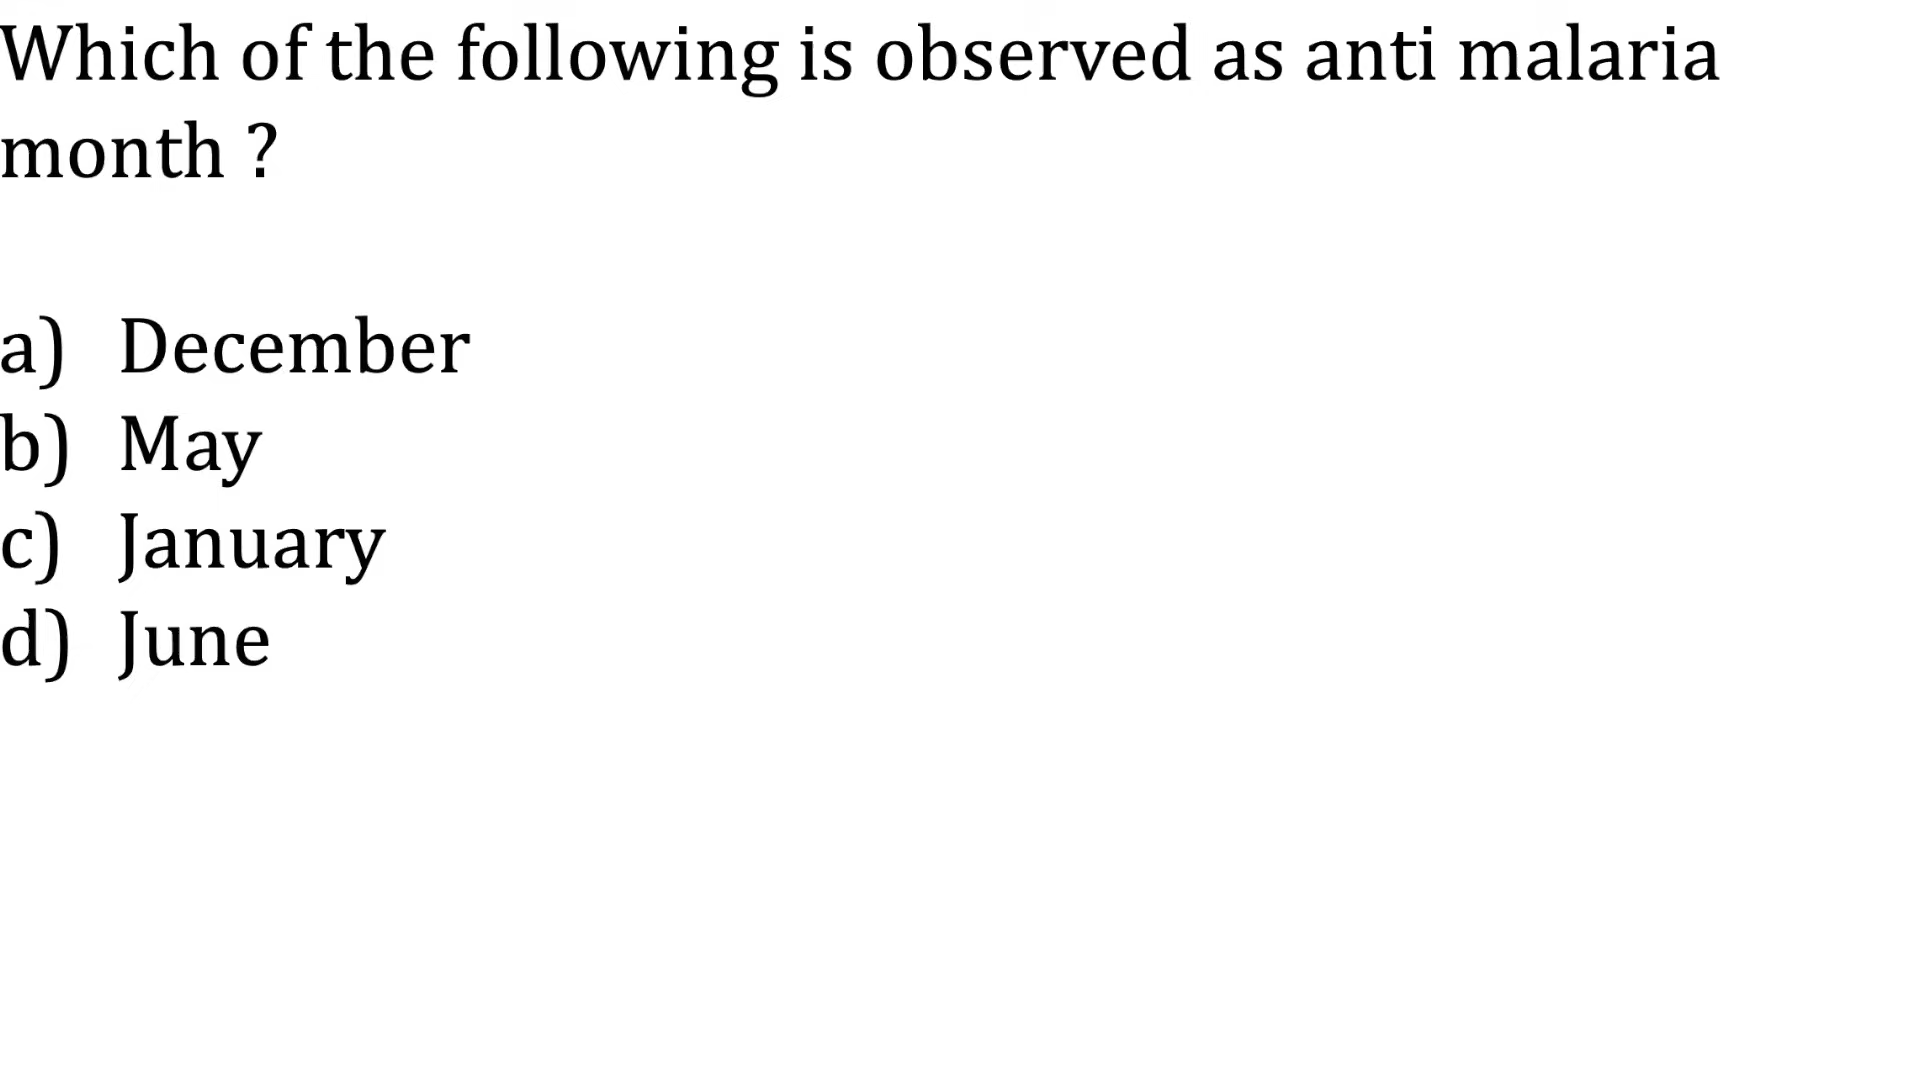 Which of the following is observed as anti malaria
month ?
a) December
b) May
c) January
d) June